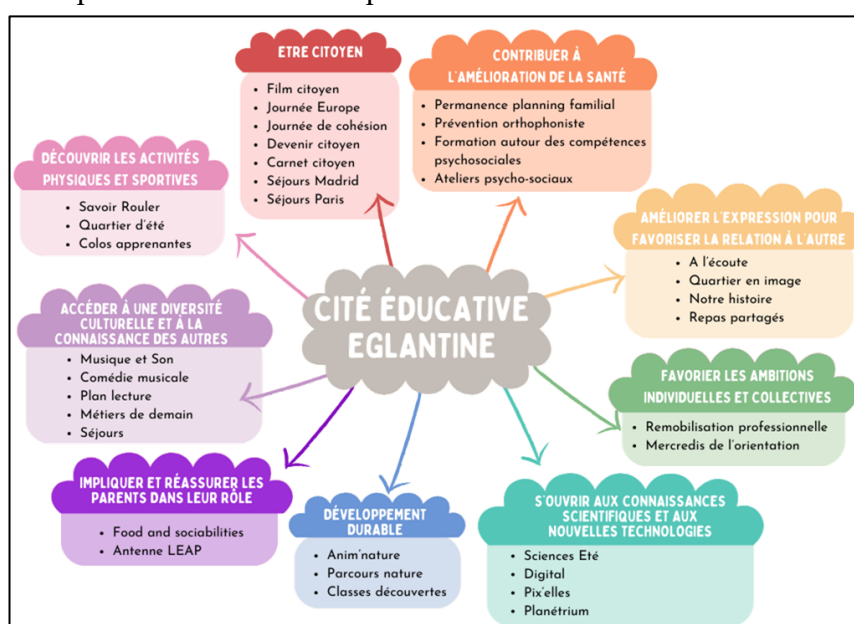 ETRE CITOYEN
• Film citoyen
• Journée Europe
• Journée de cohésion
• Devenir citoyen
• Carnet citoyen
• Séjours Madrid
• Séjours Paris
CONTRIBUER À
L'AMÉLIORATION DE LA SANTÉ
• Permanence planning familial
• Prévention orthophoniste
• Formation autour des compétences
psychosociales
• Ateliers psycho-sociaux
DÉCOUVRIR LES ACTIVITÉS
PHYSIQUES ET SPORTIVES
• Savoir Rouler
• Quartier d'été
• Colos apprenantes
AMÉLIORER L'EXPRESSION POUR
FAVORISER LA RELATION À L'AUTRE
• A l'écoute
• Quartier en image
• Notre histoire
• Repas partagés
CITÉ ÉDUCATIVE
EGLANTINE
ACCÉDER À UNE DIVERSITÉ
CULTURELLE ET À LA
CONNAISSANCE DES AUTRES
• Musique et Son
• Comédie musicale
• Plan lecture
• Métiers de demain
• Séjours
FAVORIER LES AMBITIONS
INDIVIDUELLES ET COLLECTIVES
• Remobilisation professionnelle
• Mercredis de l'orientation
IMPLIQUER ET RÉASSURER LES
PARENTS DANS LEUR RÔLE
• Food and sociabilities
• Antenne LEAP
DÉVELOPPEMENT
DURABLE
• Anim'nature
• Parcours nature
• Classes découvertes
S'OUVRIR AUX CONNAISSANCES
SCIENTIFIQUES ET AUX
NOUVELLES TECHNOLOGIES
• Sciences Eté
• Digital
• Pix'elles
• Planétrium